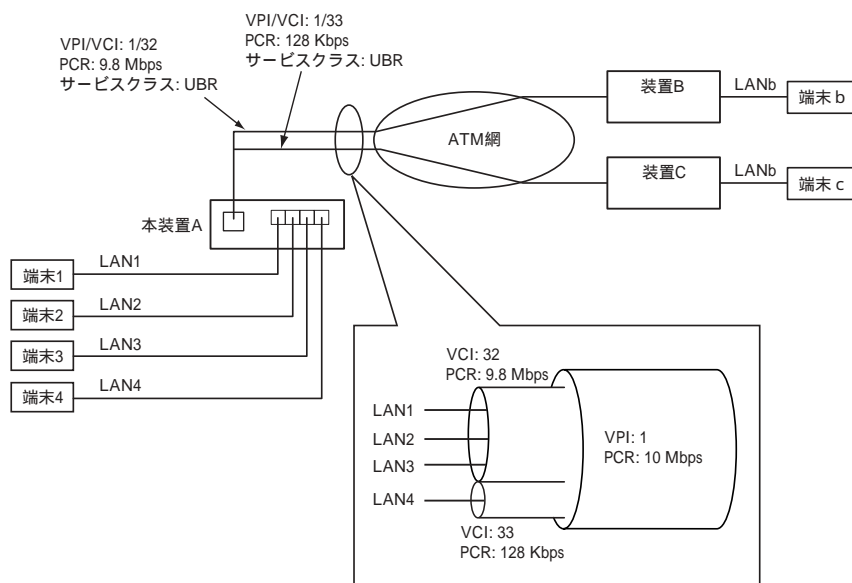 VPI/VCI: 1/32
PCR: 9.8 Mbps
サービスクラス: UBR
VPI/VCI: 1/33
PCR: 128 Kbps
サービスクラス: UBR
ATM網
装置B
LANb
端末 b
装置C
LANb
端末 c
本装置A
端末1
LAN1
端末2
LAN2
端末3
LAN3
端末4
LAN4
VCI: 32
PCR: 9.8 Mbps
LAN1
LAN2
LAN3
LAN4
VPI: 1
PCR: 10 Mbps
VCI: 33
PCR: 128 Kbps